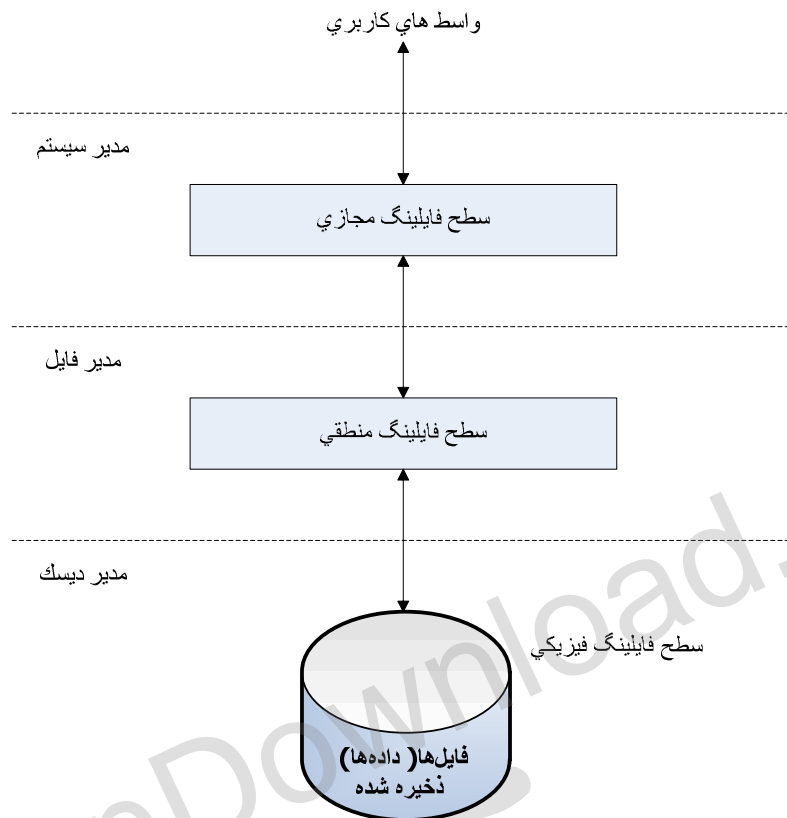 واسط هاي كاربري
مدير سيستم
سطح فايلينگ مجازي
مدير فايل
سطح فايلينگ منطقي
مدير ديسك
سطح فايلينگ فيزيكي
فايل‌ها( داده‌ها)
ذخيره شده
nDownload.